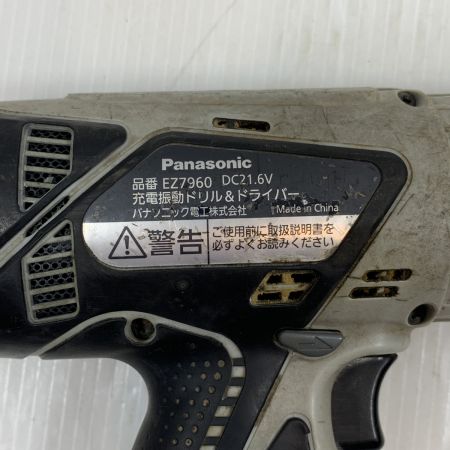 Panasonic
品番 EZ7960 DC21.6V
充電振動ドリル&ドライバー
パナソニック電工株式会社 Made in China
警告 ご使用前に取扱説明書を
必ずよくお読みください